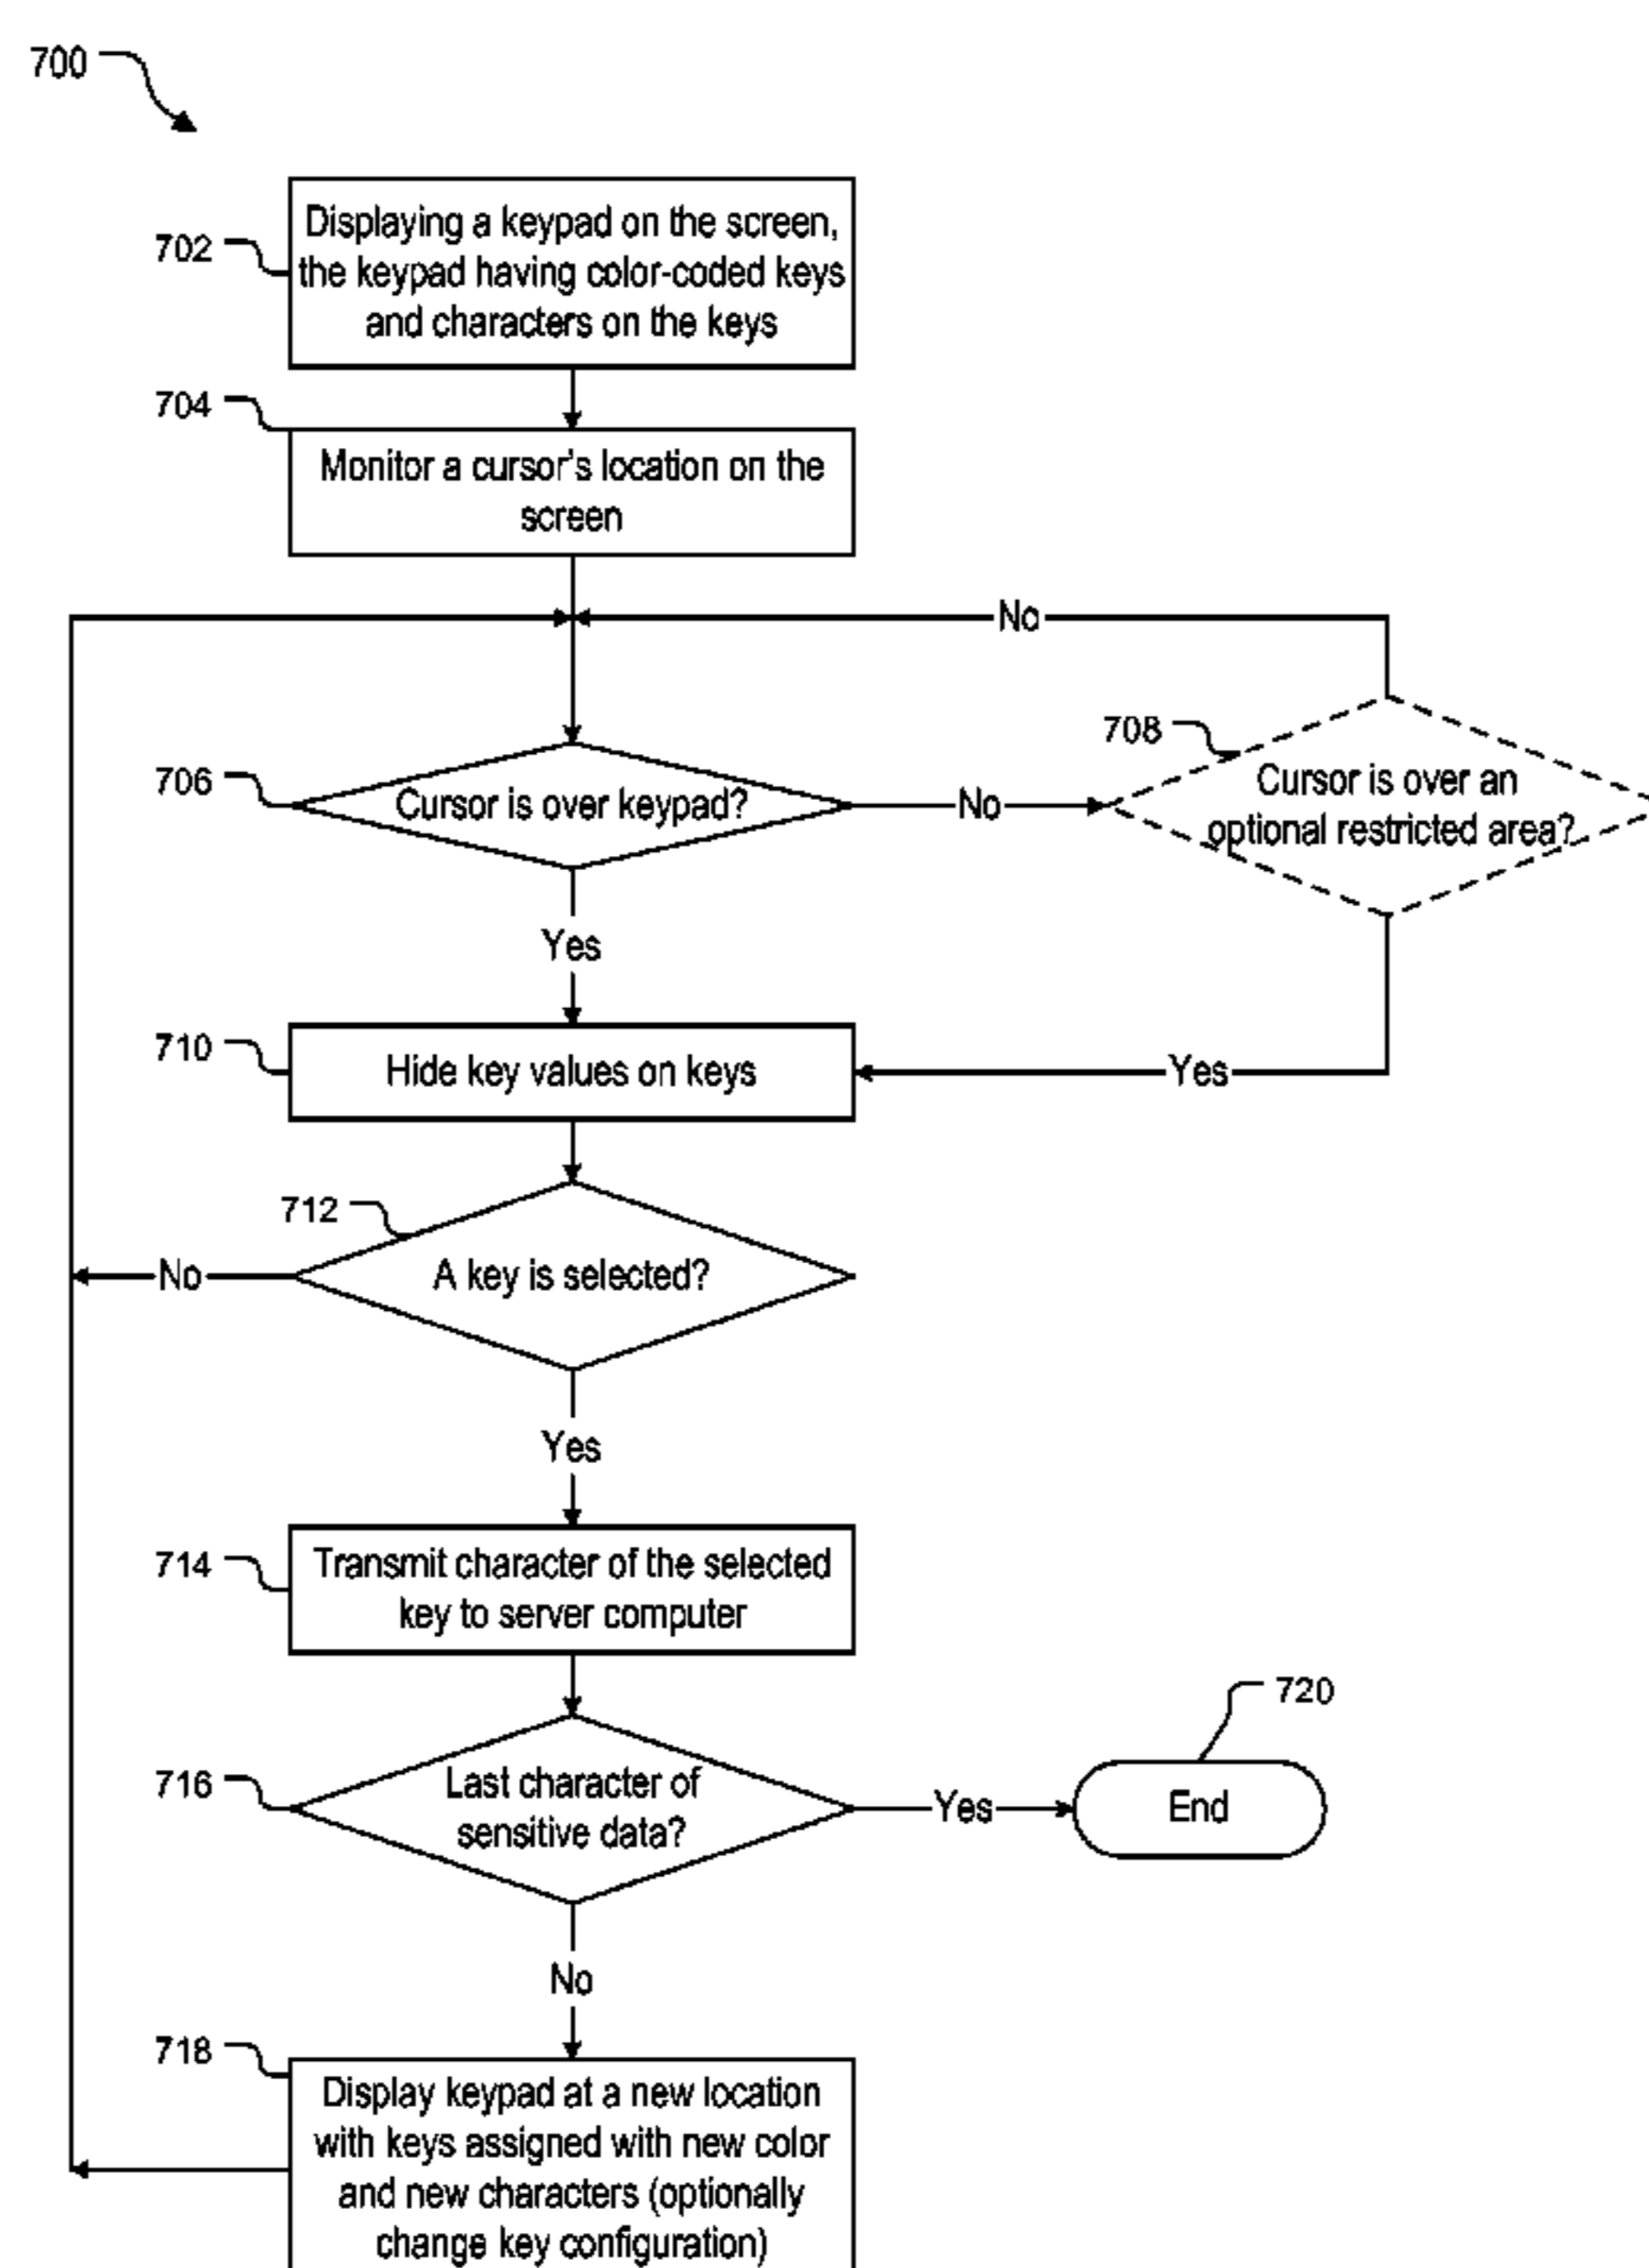 700
702
Displaying a keypad on the screen,
the keypad having color-coded keys
and characters on the keys
704
Monitor a cursor's location on the
screen
No
706
Cursor is over keypad?
No
708
Cursor is over an
optional restricted area?
Yes
710
Hide key values on keys
Yes
712
A key is selected?
No
Yes
714
Transmit character of the selected
key to server computer
716
Last character of
sensitive data?
Yes
720
End
No
718
Display keypad at a new location
with keys assigned with new color
and new characters (optionally
change key configuration)